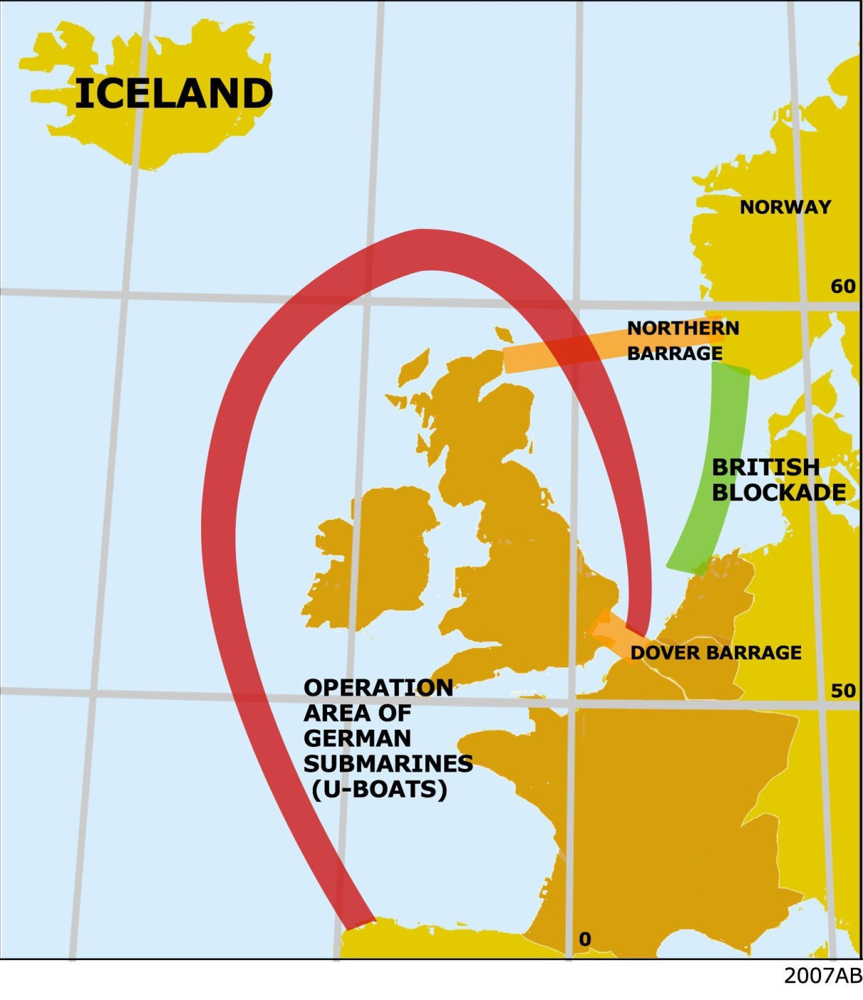 ICELAND
NORWAY
60
NORTHERN
BARRAGE
BRITISH
BLOCKADE
DOVER BARRAGE
OPERATION
AREA OF
GERMAN
SUBMARINES
(U-BOATS)
50
0
2007AB